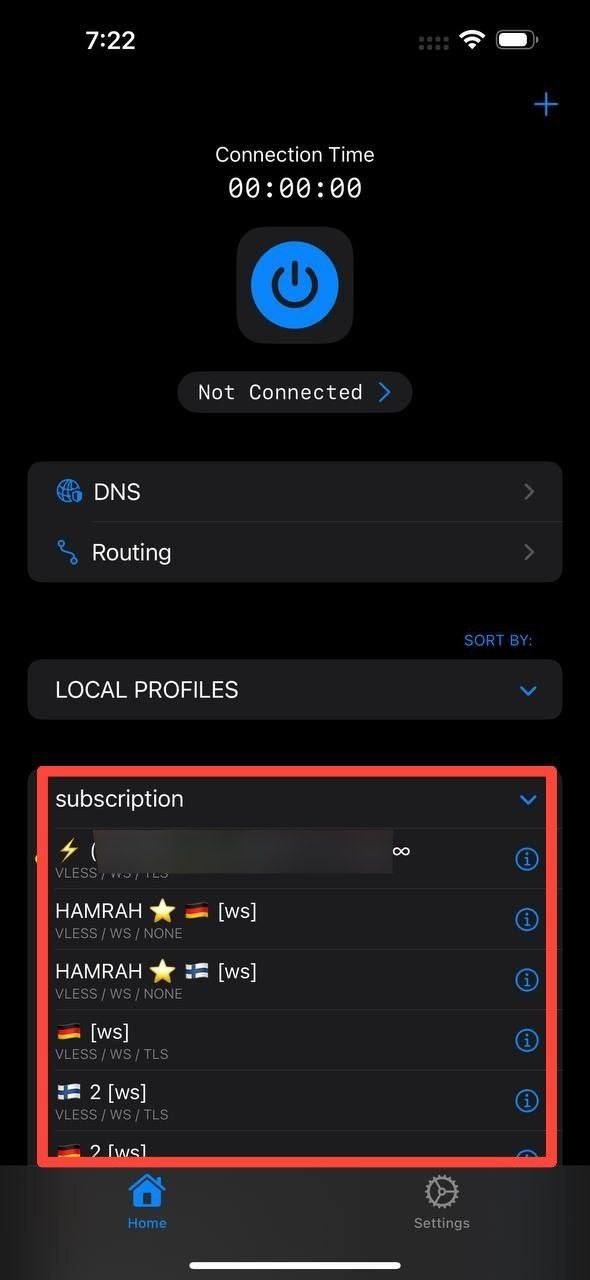 7:22
Connection Time
00:00:00
Not Connected
DNS
Routing
SORT BY:
LOCAL PROFILES
subscription
⚡ ( ∞
VLESS / WS / TLS
HAMRAH ⭐ 🇩🇪 [ws]
VLESS / WS / NONE
HAMRAH ⭐ 🇫🇮 [ws]
VLESS / WS / NONE
🇩🇪 [ws]
VLESS / WS / TLS
🇫🇮 2 [ws]
VLESS / WS / TLS
🇩🇪 2 [ws]
Home
Settings